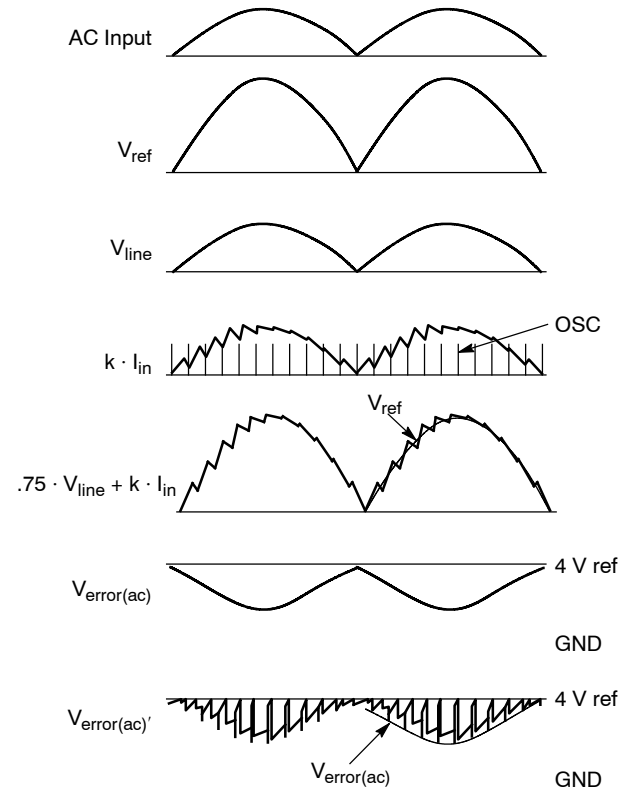 AC Input
Vref
Vline
OSC
k · Iin
Vref
.75 · Vline + k · Iin
4 V ref
Verror(ac)
GND
4 V ref
Verror(ac)′
Verror(ac)
GND